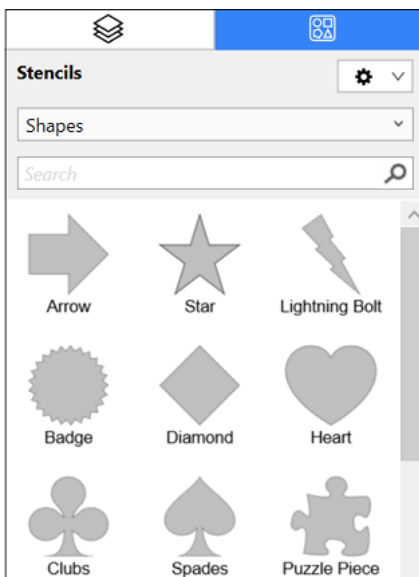 Stencils
Shapes
Search
Arrow Star Lightning Bolt
Badge Diamond Heart
Clubs Spades Puzzle Piece